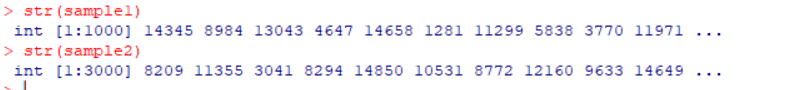 > str(sample1)
 int [1:1000] 14345 8984 13043 4647 14658 1281 11299 5838 3770 11971 ...
> str(sample2)
 int [1:3000] 8209 11355 3041 8294 14850 10531 8772 12160 9633 14649 ...
>